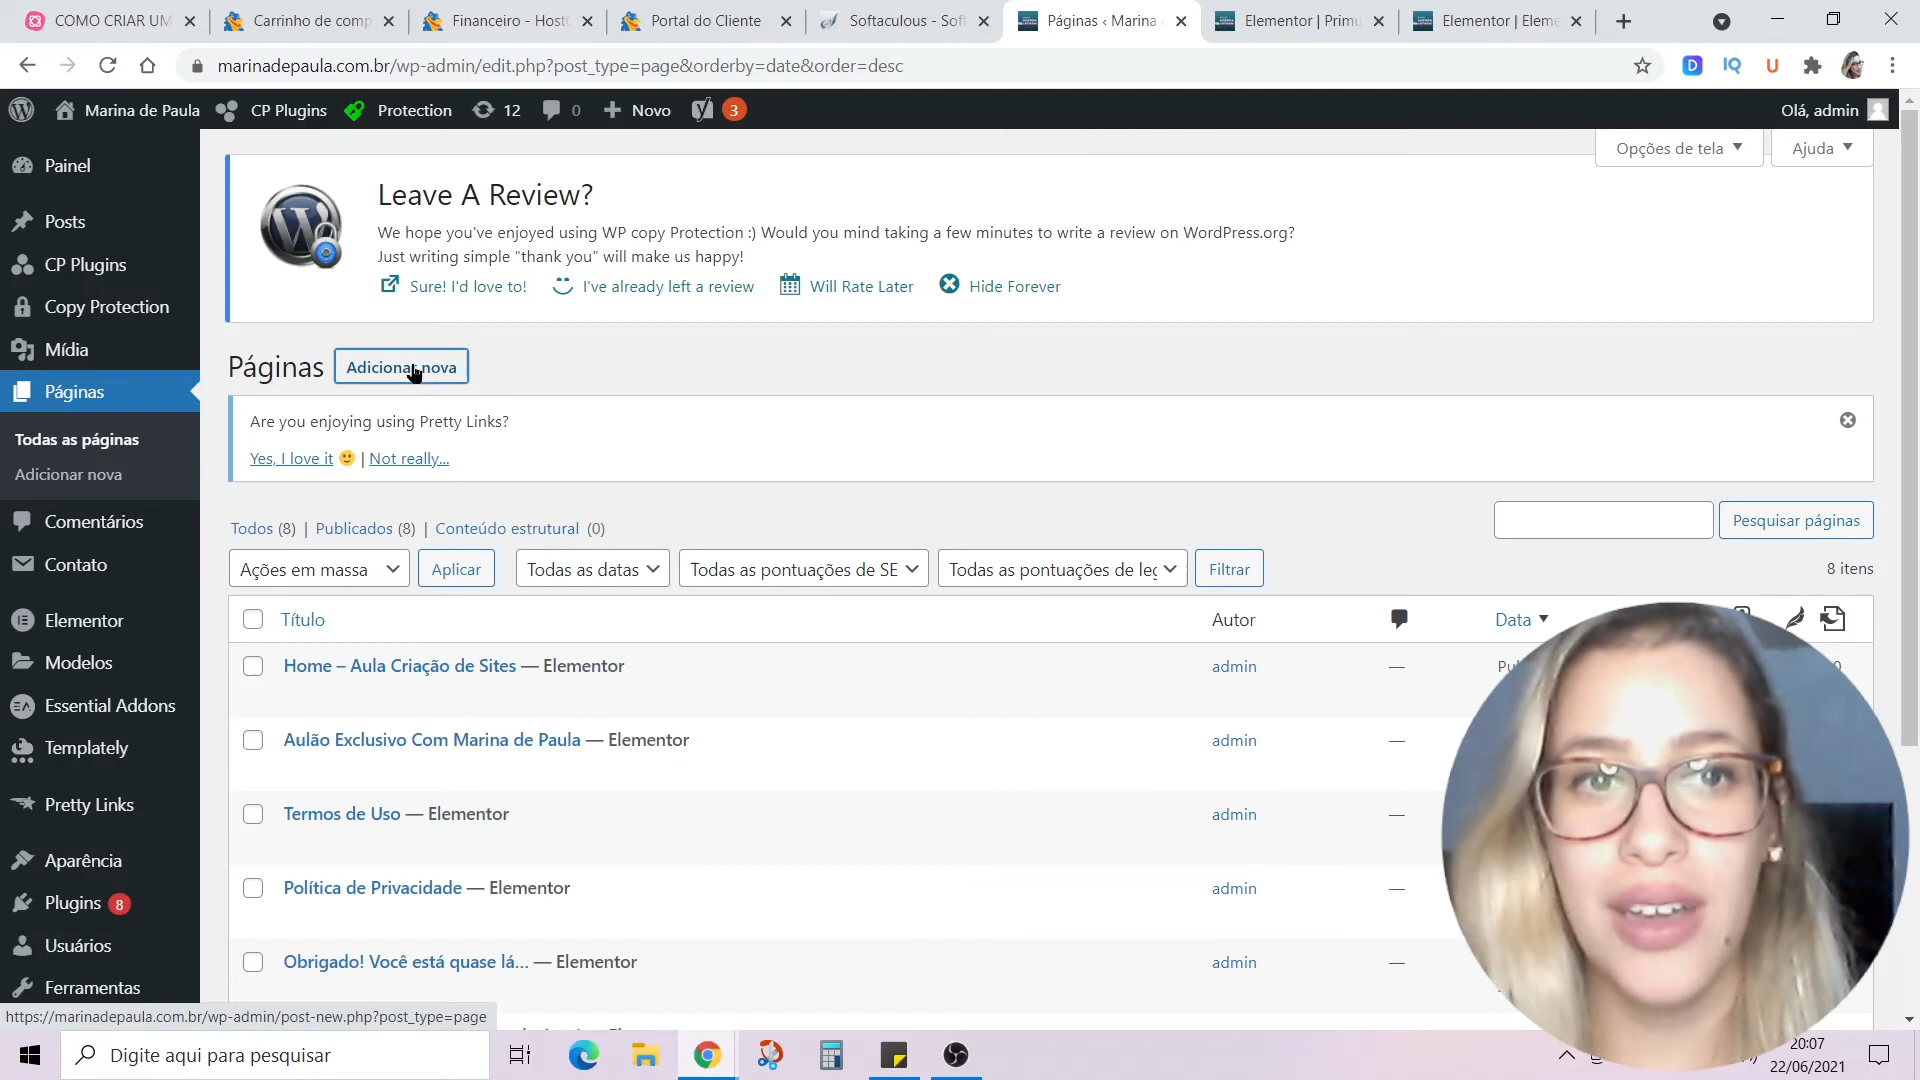 COMO CRIAR UM
Carrinho de comp
Financeiro - Host
Portal do Cliente
Softaculous - Sof
Páginas ‹ Marina
Elementor | Primu
Elementor | Eleme
marinadepaula.com.br/wp-admin/edit.php?post_type=page&orderby=date&order=desc
Marina de Paula
CP Plugins
Protection
12
0
Novo
3
Olá, admin
Opções de tela
Ajuda
Painel
Posts
CP Plugins
Copy Protection
Mídia
Páginas
Todas as páginas
Adicionar nova
Comentários
Contato
Elementor
Modelos
Essential Addons
Templately
Pretty Links
Aparência
Plugins 8
Usuários
Ferramentas
Leave A Review?
We hope you've enjoyed using WP copy Protection :) Would you mind taking a few minutes to write a review on WordPress.org?
Just writing simple "thank you" will make us happy!
Sure! I'd love to!
I've already left a review
Will Rate Later
Hide Forever
Páginas
Adicionar nova
Are you enjoying using Pretty Links?
Yes, I love it 🙂 | Not really...
Todos (8) | Publicados (8) | Conteúdo estrutural (0)
Pesquisar páginas
Ações em massa
Aplicar
Todas as datas
Todas as pontuações de SE
Todas as pontuações de leg
Filtrar
8 itens
Título
Autor
Data
Home – Aula Criação de Sites — Elementor
admin
—
Aulão Exclusivo Com Marina de Paula — Elementor
admin
—
Termos de Uso — Elementor
admin
—
Política de Privacidade — Elementor
admin
—
Obrigado! Você está quase lá... — Elementor
admin
—
https://marinadepaula.com.br/wp-admin/post-new.php?post_type=page
Digite aqui para pesquisar
20:07
22/06/2021